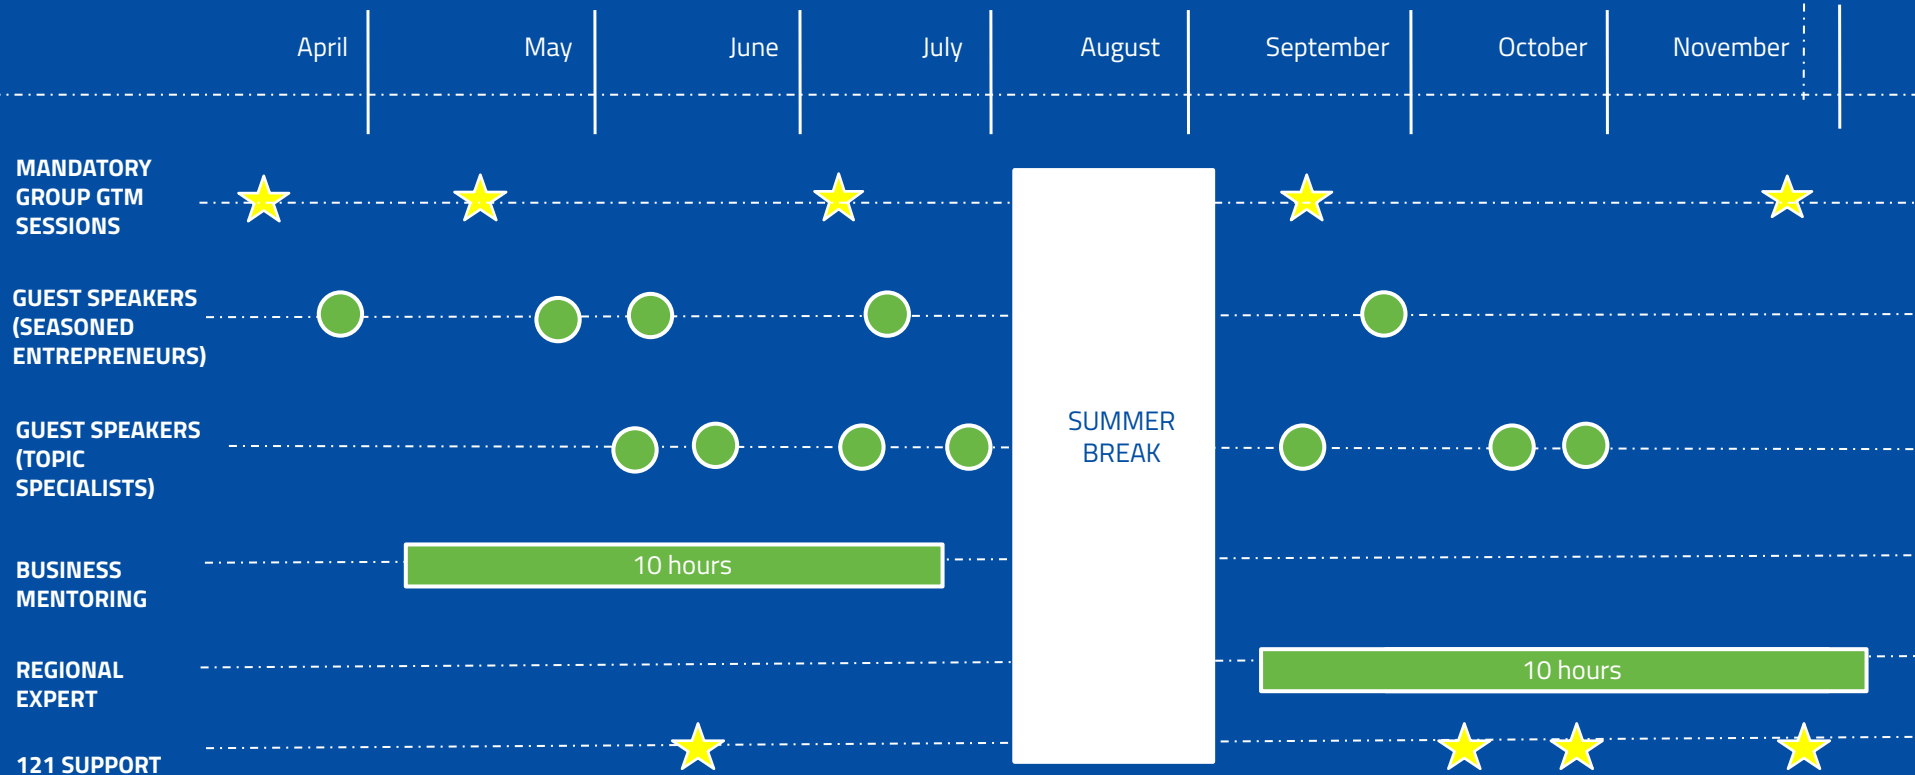 April
May
June
July
August
September
October
November
MANDATORY
GROUP GTM
SESSIONS
GUEST SPEAKERS
(SEASONED
ENTREPRENEURS)
GUEST SPEAKERS
(TOPIC
SPECIALISTS)
SUMMER
BREAK
BUSINESS
MENTORING
10 hours
REGIONAL
EXPERT
10 hours
121 SUPPORT